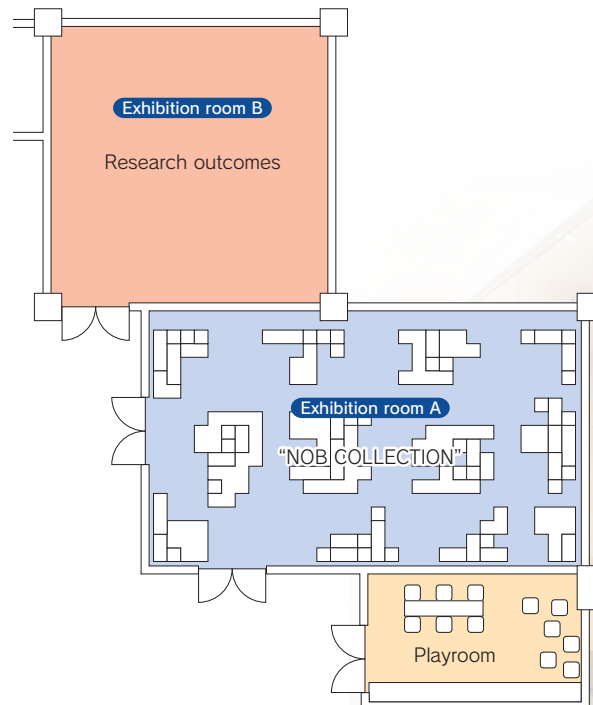 Exhibition room B
Research outcomes
Exhibition room A
“NOB COLLECTION”
Playroom